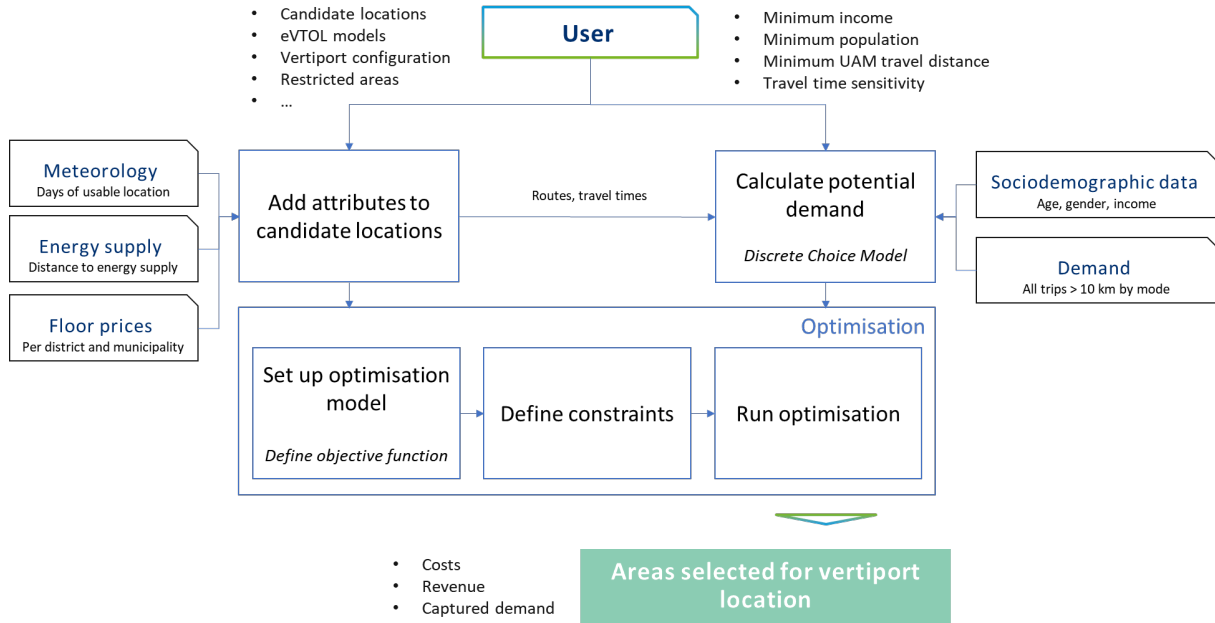 • Candidate locations
• eVTOL models
• Vertiport configuration
• Restricted areas
• ...
User
• Minimum income
• Minimum population
• Minimum UAM travel distance
• Travel time sensitivity
Meteorology
Days of usable location
Energy supply
Distance to energy supply
Floor prices
Per district and municipality
Add attributes to
candidate locations
Routes, travel times
Calculate potential
demand
Discrete Choice Model
Sociodemographic data
Age, gender, income
Demand
All trips > 10 km by mode
Optimisation
Set up optimisation
model
Define objective function
Define constraints
Run optimisation
• Costs
• Revenue
• Captured demand
Areas selected for vertiport
location